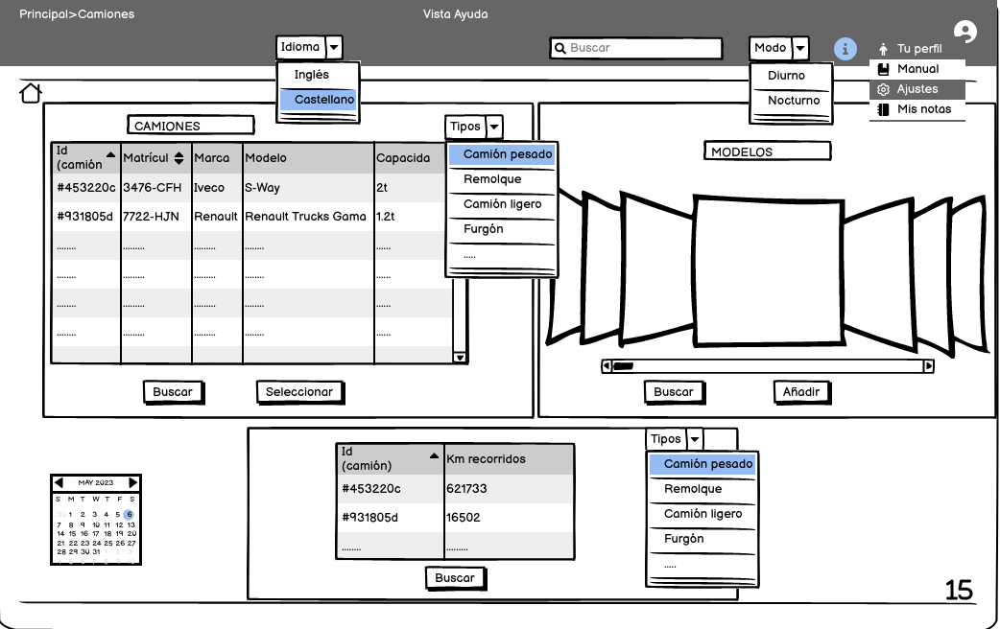 Principal>Camiones
Vista Ayuda
Idioma
Buscar
Modo
i
Tu perfil
Inglés
Castellano
Diurno
Nocturno
Manual
Ajustes
Mis notas
CAMIONES
Tipos
Camión pesado
Remolque
Camión ligero
Furgón
.....
Id
(camión
Matrícul
Marca
Modelo
Capacida
#453220c 3476-CFH Iveco S-Way 2t
#931805d 7722-HJN Renault Renault Trucks Gama 1.2t
........ ......... ......... ........ ......
........ ......... ......... ........ ......
........ ......... ......... ........ ......
........ ......... ......... ........ ......
Buscar
Seleccionar
MODELOS
Buscar
Añadir
Id
(camión)
Km recorridos
#453220c 621733
#931805d 16502
........ .........
Buscar
Tipos
Camión pesado
Remolque
Camión ligero
Furgón
.....
MAY 2023
S M T W T F S
30 1 2 3 4 5 6
7 8 9 10 11 12 13
14 15 16 17 18 19 20
21 22 23 24 25 26 27
28 29 30 31 1 2 3
15